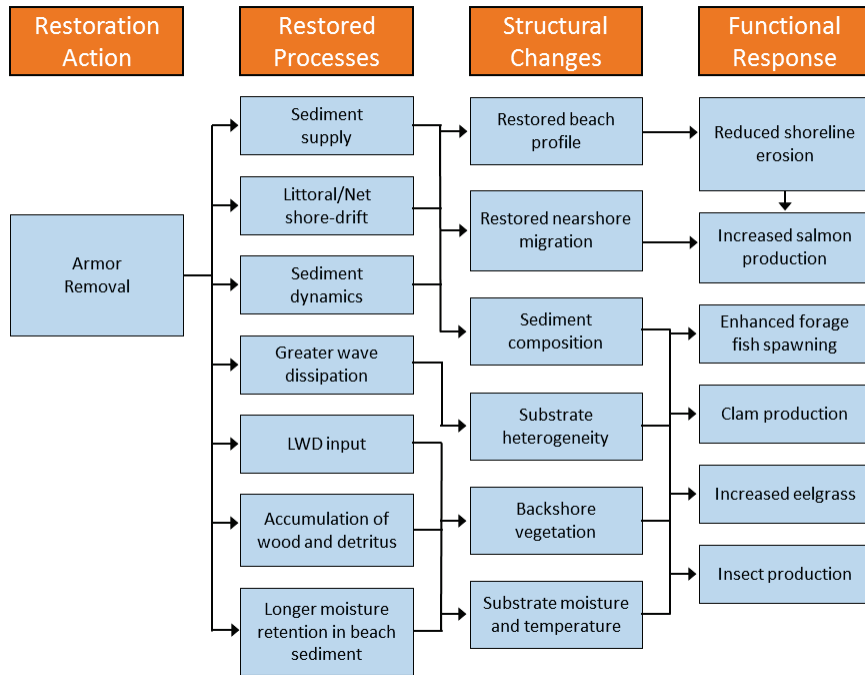 Restoration
Action
Restored
Processes
Structural
Changes
Functional
Response
Armor
Removal
Sediment
supply
Littoral/Net
shore-drift
Sediment
dynamics
Greater wave
dissipation
LWD input
Accumulation of
wood and detritus
Longer moisture
retention in beach
sediment
Restored beach
profile
Restored nearshore
migration
Sediment
composition
Substrate
heterogeneity
Backshore
vegetation
Substrate moisture
and temperature
Reduced shoreline
erosion
Increased salmon
production
Enhanced forage
fish spawning
Clam production
Increased eelgrass
Insect production